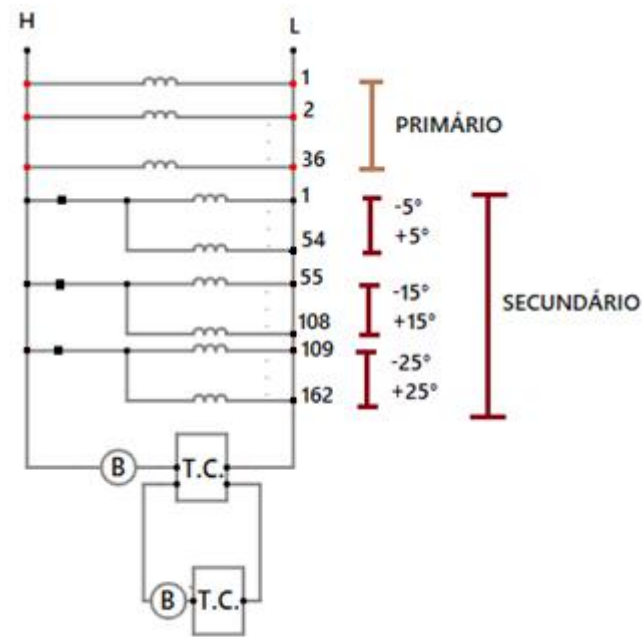 H
L
1
2
36
PRIMÁRIO
1
-5°
54
+5°
55
-15°
108
+15°
SECUNDÁRIO
109
-25°
162
+25°
B
T.C.
B
T.C.